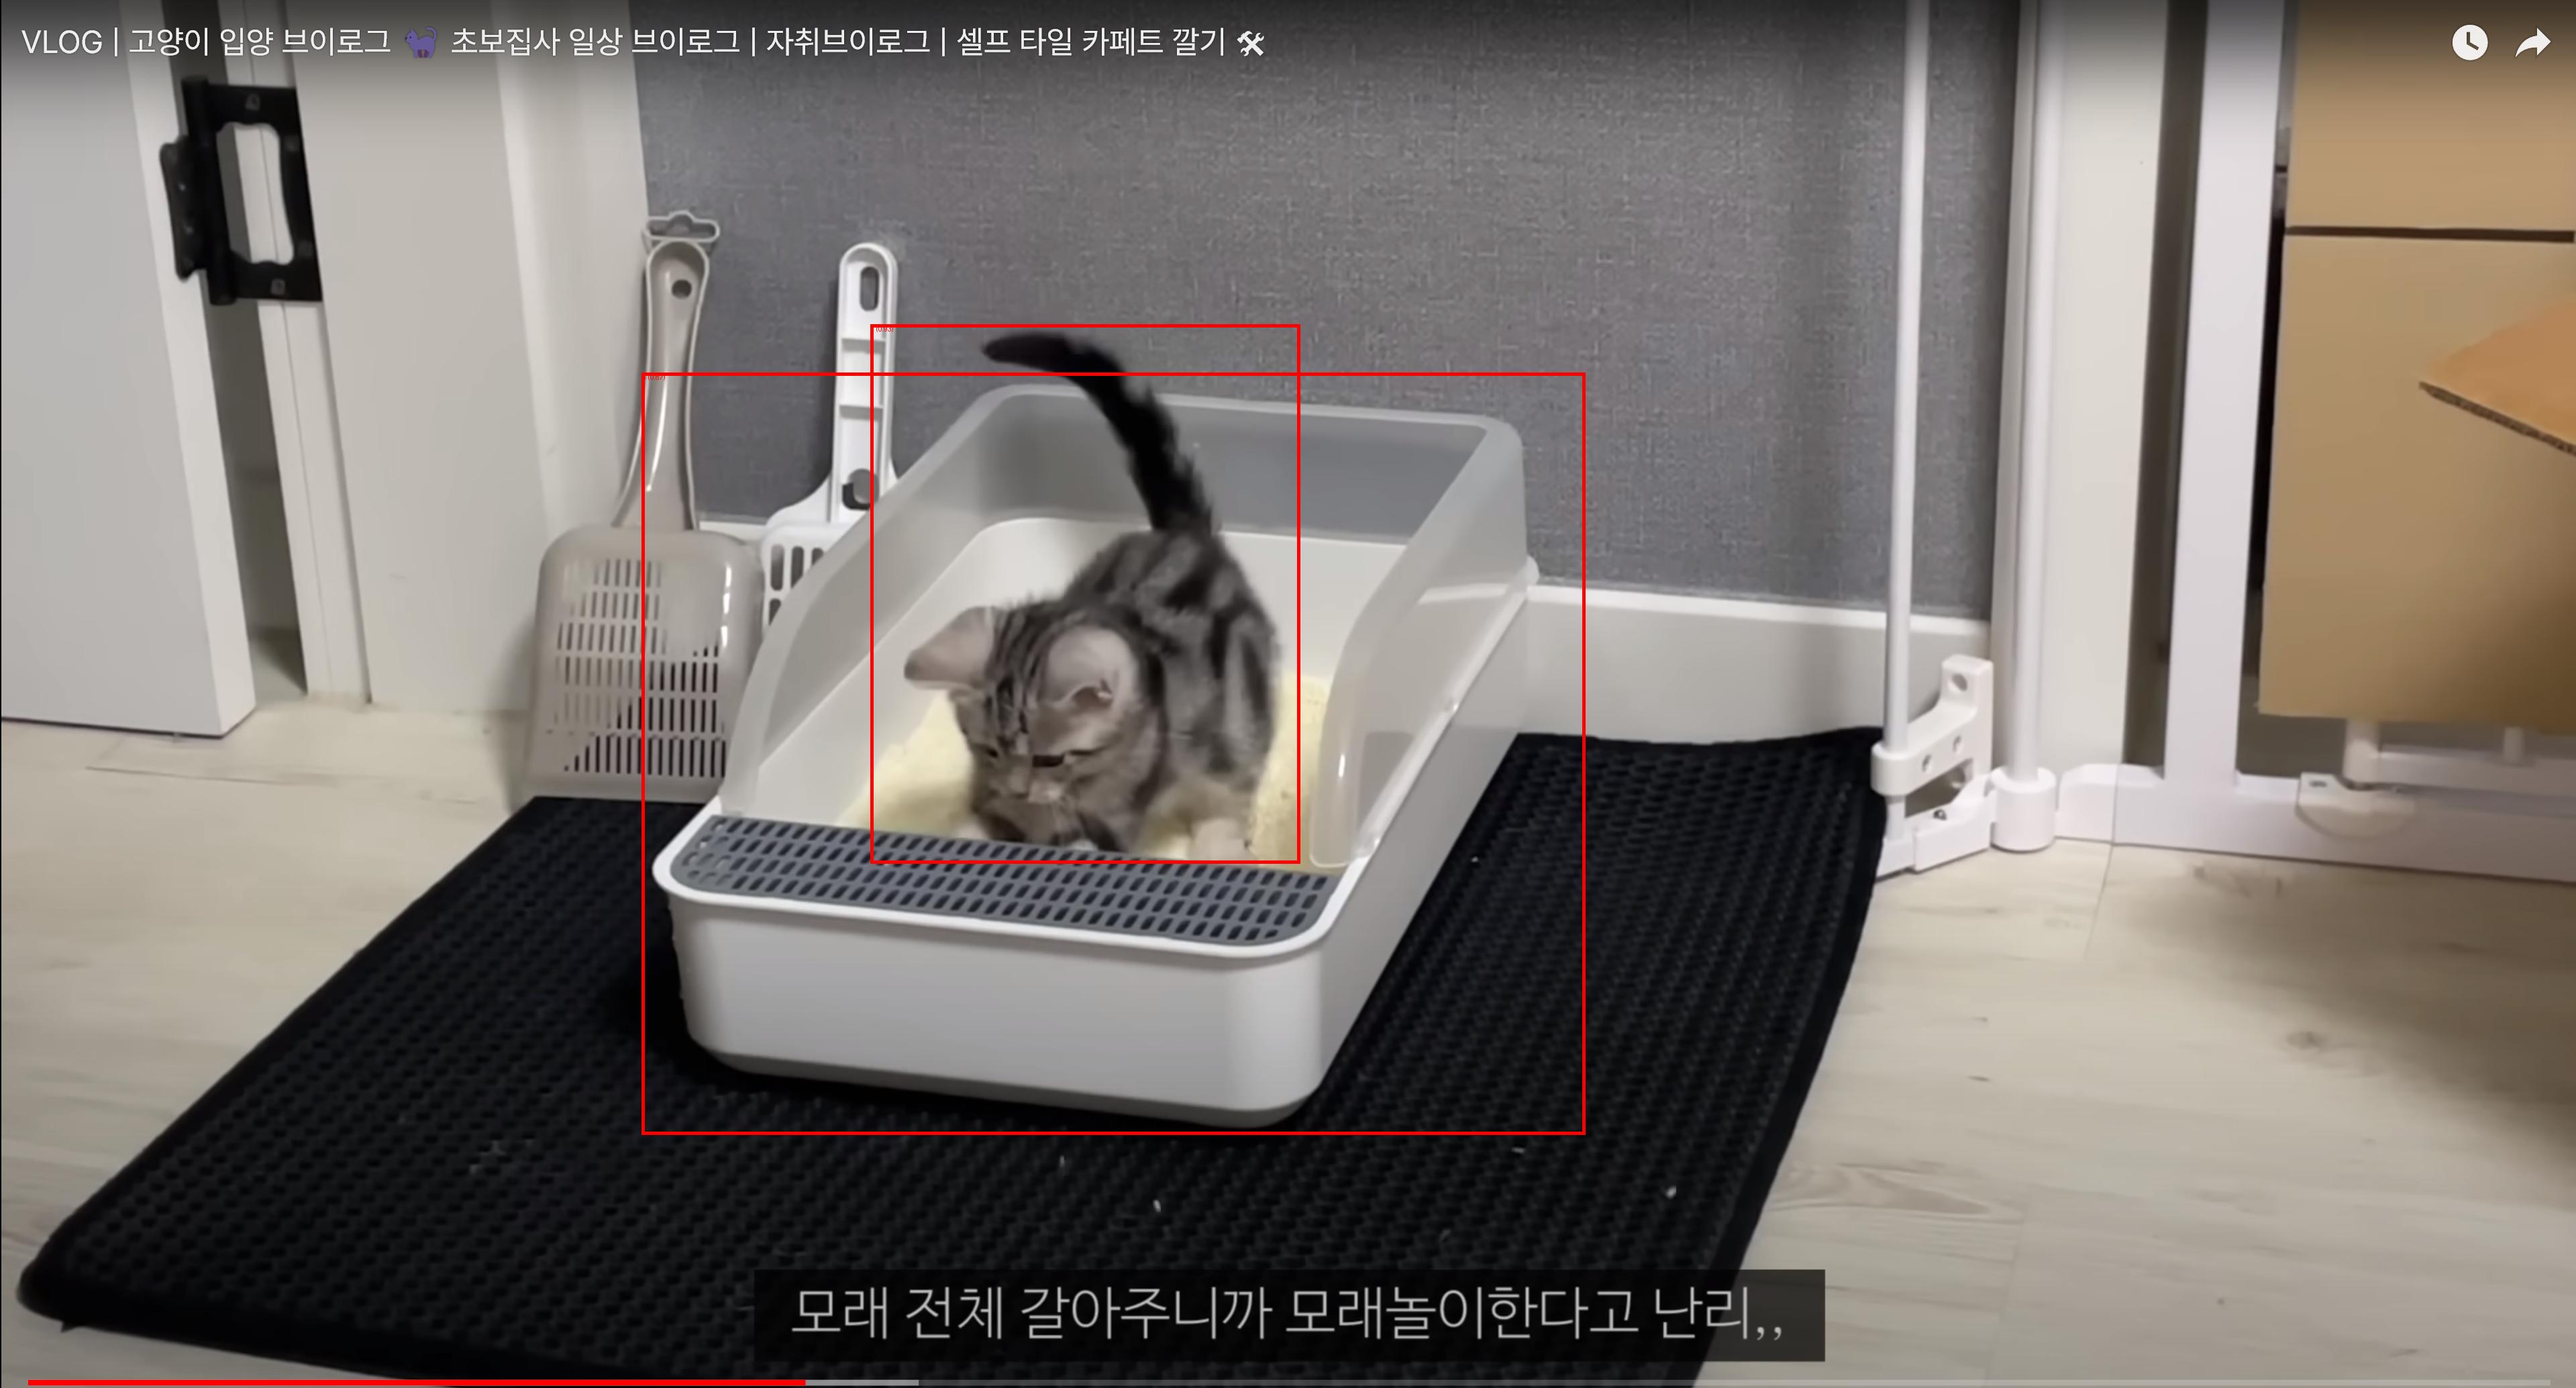 VLOG | 고양이 입양 브이로그 🐈‍⬛ 초보집사 일상 브이로그 | 자취브이로그 | 셀프 타일 카페트 깔기 🛠
모래 전체 갈아주니까 모래놀이한다고 난리,,